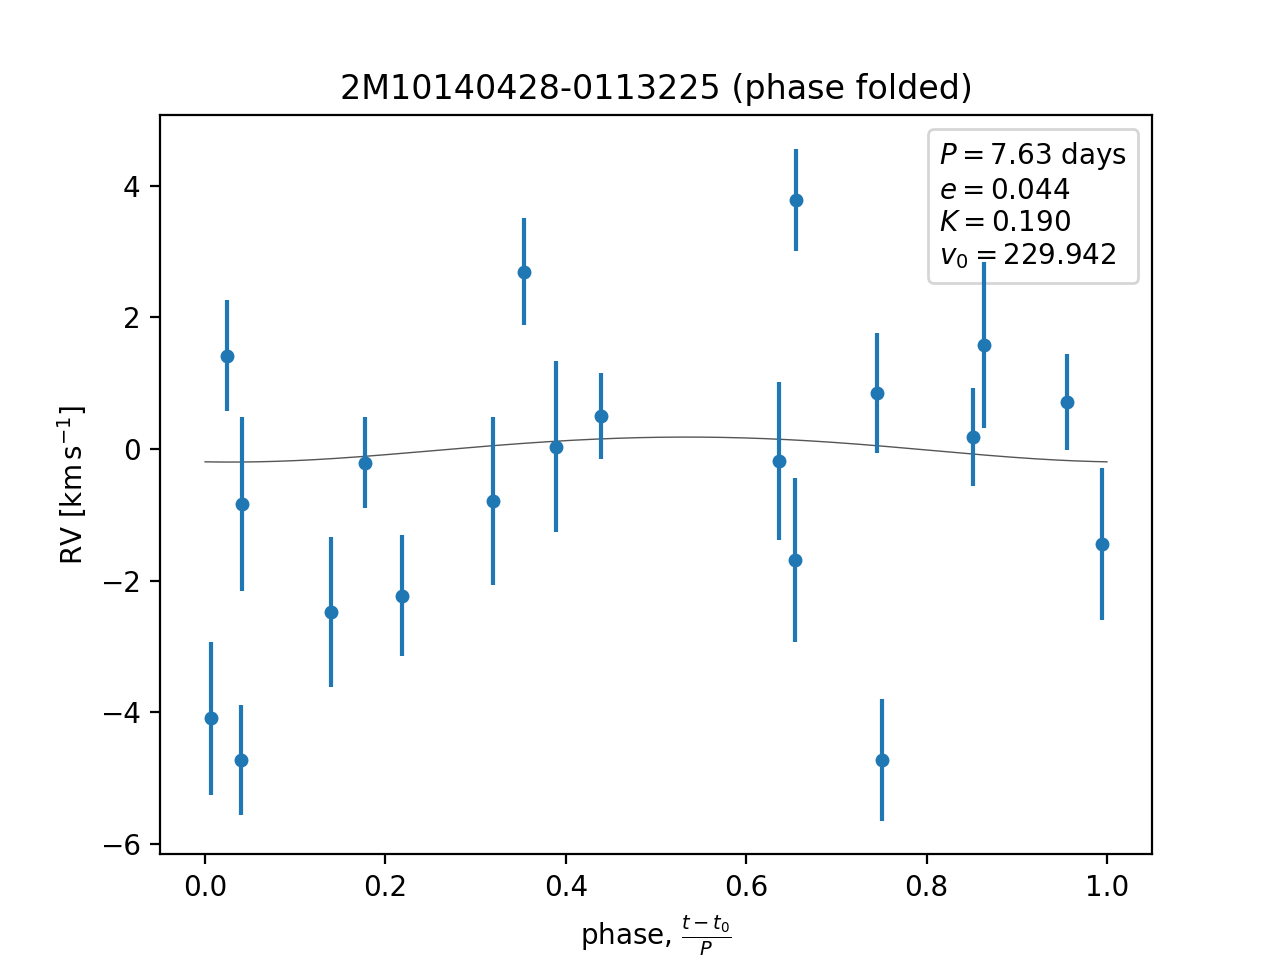 2M10140428-0113225 (phase folded)
P = 7.63 days
e = 0.044
K = 0.190
v₀ = 229.942
RV [km s⁻¹]
4
2
0
−2
−4
−6
0.0 0.2 0.4 0.6 0.8 1.0
phase, (t − t₀)/P